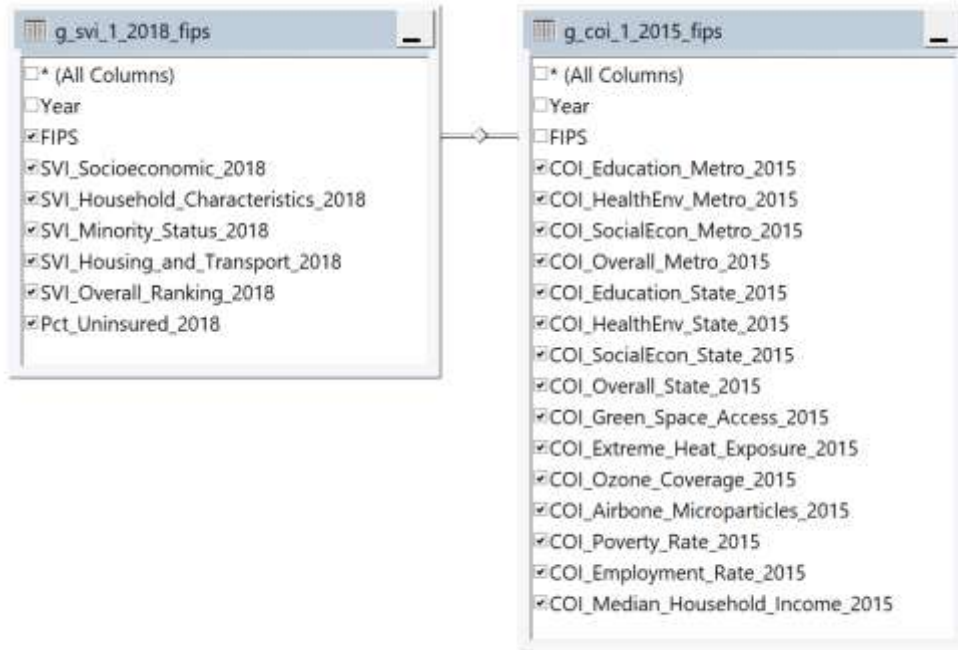 g_svi_1_2018_fips
* (All Columns)
Year
FIPS
SVI_Socioeconomic_2018
SVI_Household_Characteristics_2018
SVI_Minority_Status_2018
SVI_Housing_and_Transport_2018
SVI_Overall_Ranking_2018
Pct_Uninsured_2018
g_coi_1_2015_fips
* (All Columns)
Year
FIPS
COI_Education_Metro_2015
COI_HealthEnv_Metro_2015
COI_SocialEcon_Metro_2015
COI_Overall_Metro_2015
COI_Education_State_2015
COI_HealthEnv_State_2015
COI_SocialEcon_State_2015
COI_Overall_State_2015
COI_Green_Space_Access_2015
COI_Extreme_Heat_Exposure_2015
COI_Ozone_Coverage_2015
COI_Airbone_Microparticles_2015
COI_Poverty_Rate_2015
COI_Employment_Rate_2015
COI_Median_Household_Income_2015